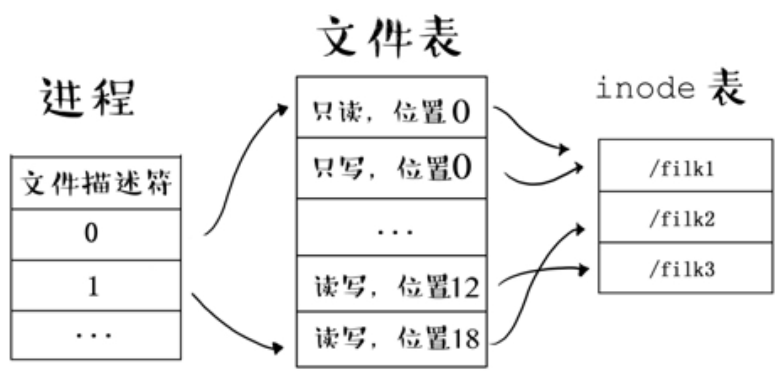 进程
文件描述符
0
1
...
文件表
只读，位置0
只写，位置0
...
读写，位置12
读写，位置18
inode 表
/filk1
/filk2
/filk3